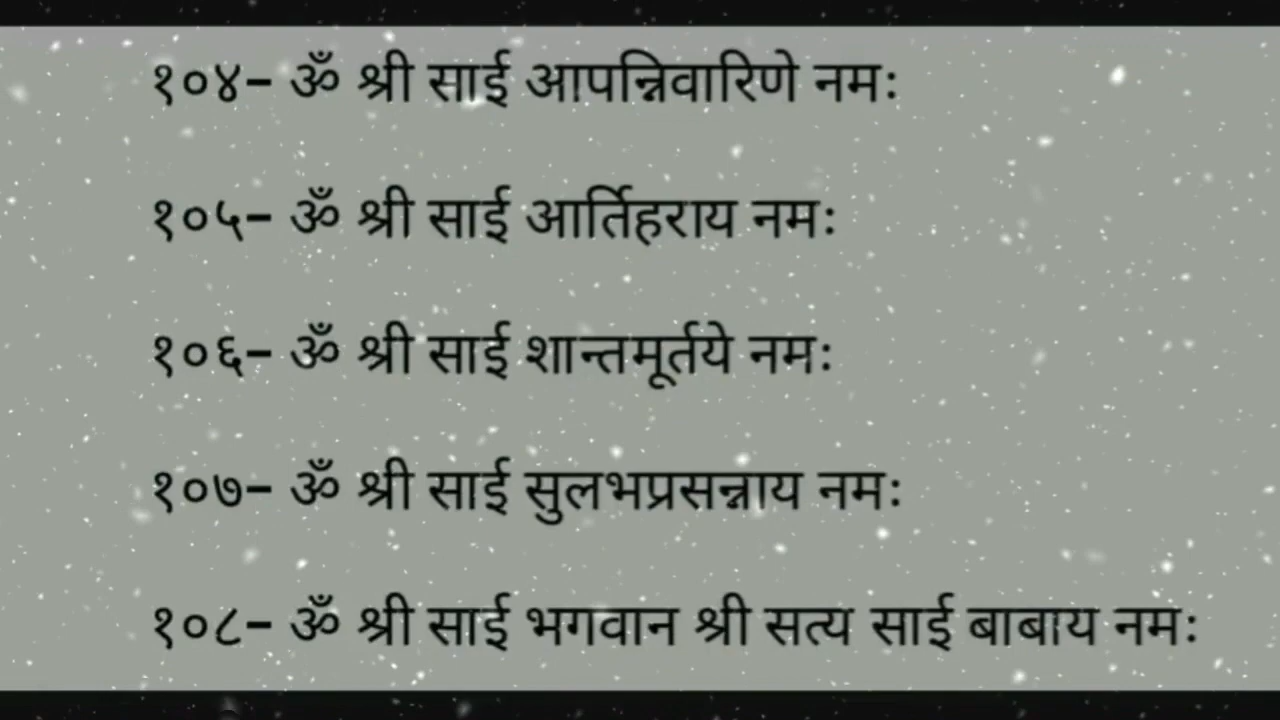 १०४- ॐ श्री साई आपन्निवारिणे नमः
१०५- ॐ श्री साई आर्तिहराय नमः
१०६- ॐ श्री साई शान्तमूर्तये नमः
१०७- ॐ श्री साई सुलभप्रसन्नाय नमः
१०८- ॐ श्री साई भगवान श्री सत्य साई बाबाय नमः